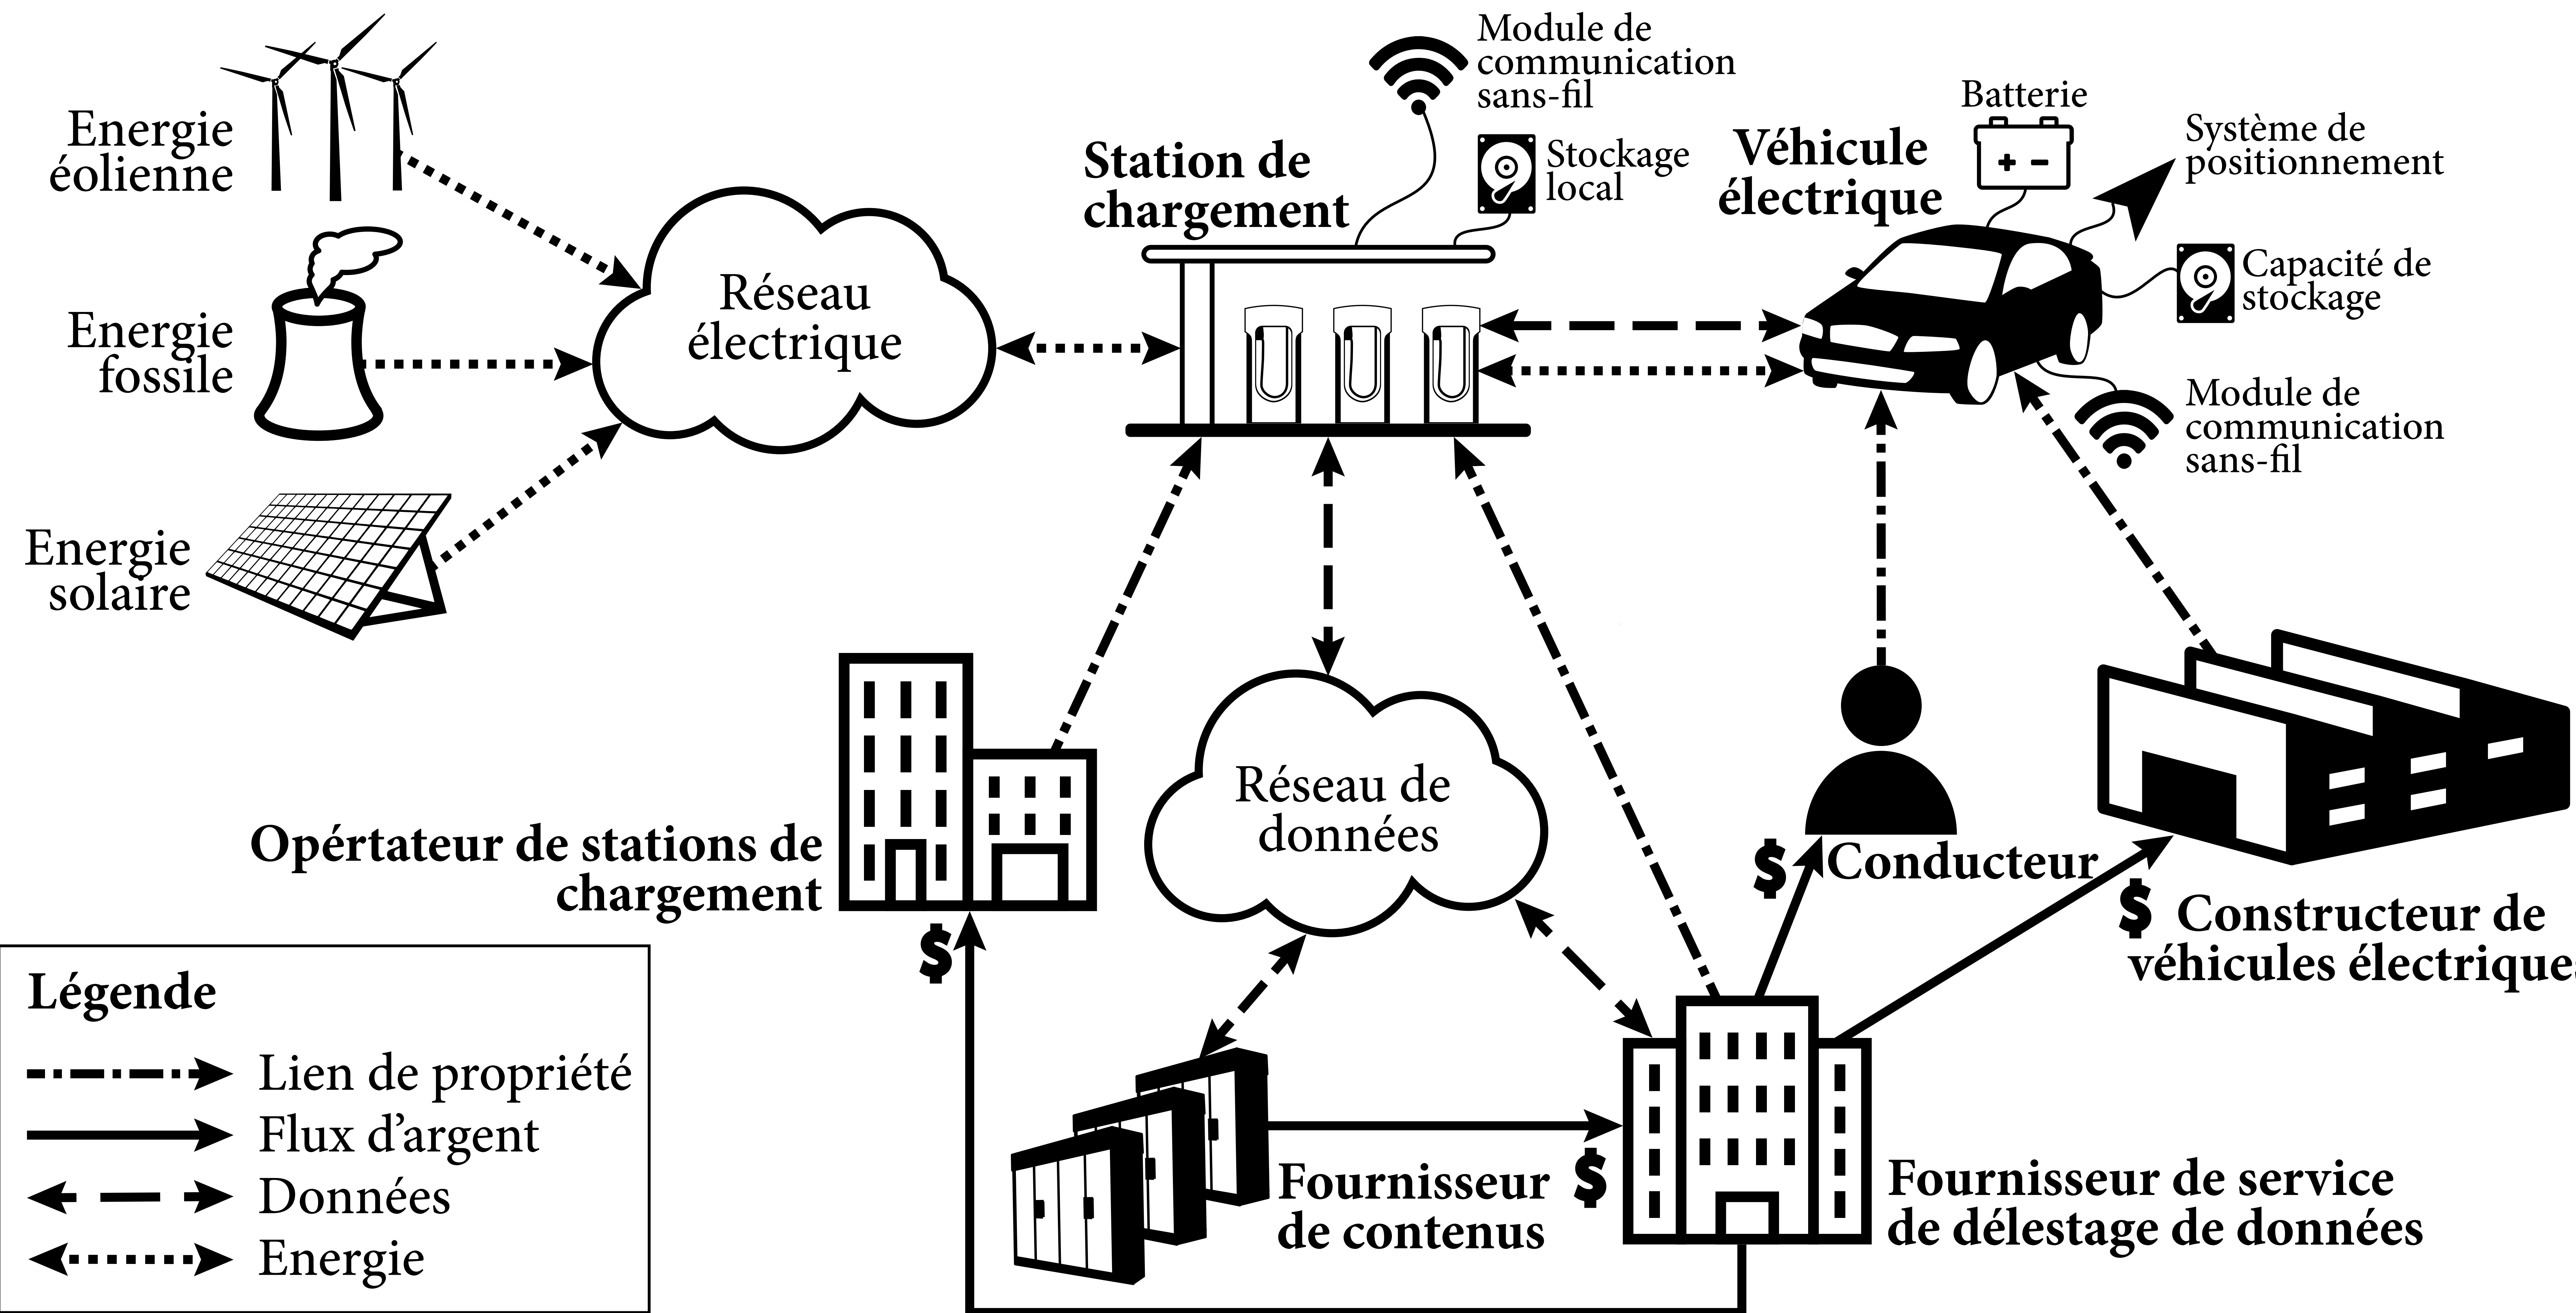 Module de
communication
sans-fil
Batterie
Système de
positionnement
Energie
éolienne
Station de
chargement
Stockage
local
Véhicule
électrique
Capacité de
stockage
Réseau
électrique
Energie
fossile
Module de
communication
sans-fil
Energie
solaire
Réseau de
données
Opértateur de stations de
chargement
$
$ Conducteur
$ Constructeur de
véhicules électriques
Légende
Lien de propriété
Flux d'argent
Données
Energie
Fournisseur
de contenus
$
Fournisseur de service
de délestage de données